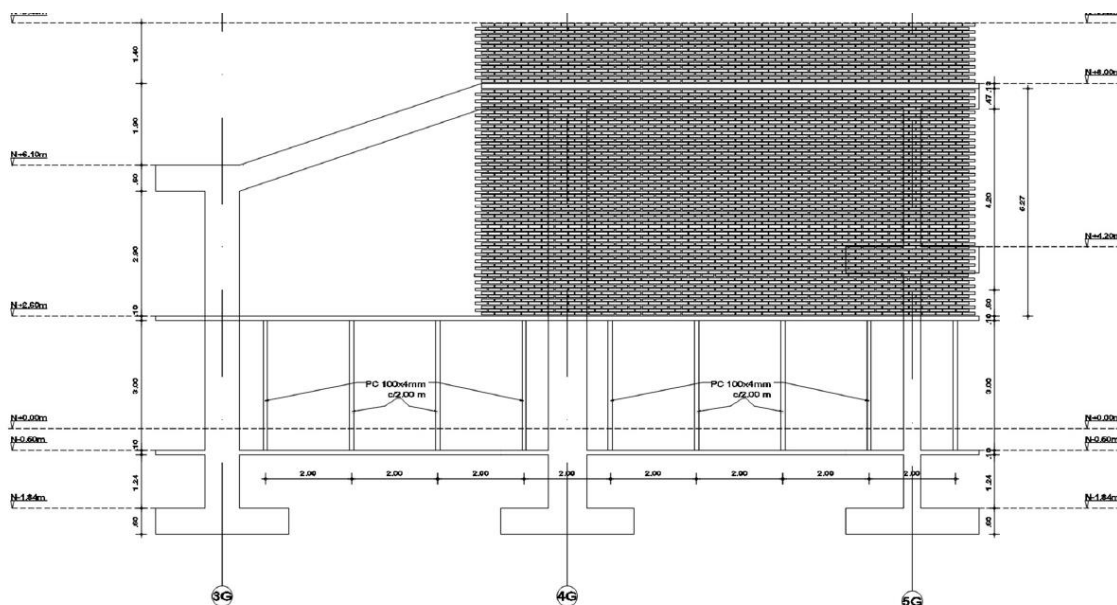 1.40
N+8.00m
.47
.13
1.90
N+6.10m
.60
4.20
6.27
N+4.20m
2.90
.60
N+2.60m
.10
.10
PC 100x4mm
c/2.00 m
PC 100x4mm
c/2.00 m
3.00
3.00
N+0.00m
N+0.00m
N-0.60m
N-0.60m
.10
.10
2.00
2.00
2.00
2.00
2.00
2.00
2.00
2.00
1.24
1.24
N-1.84m
N-1.84m
.60
.60
3G
4G
5G